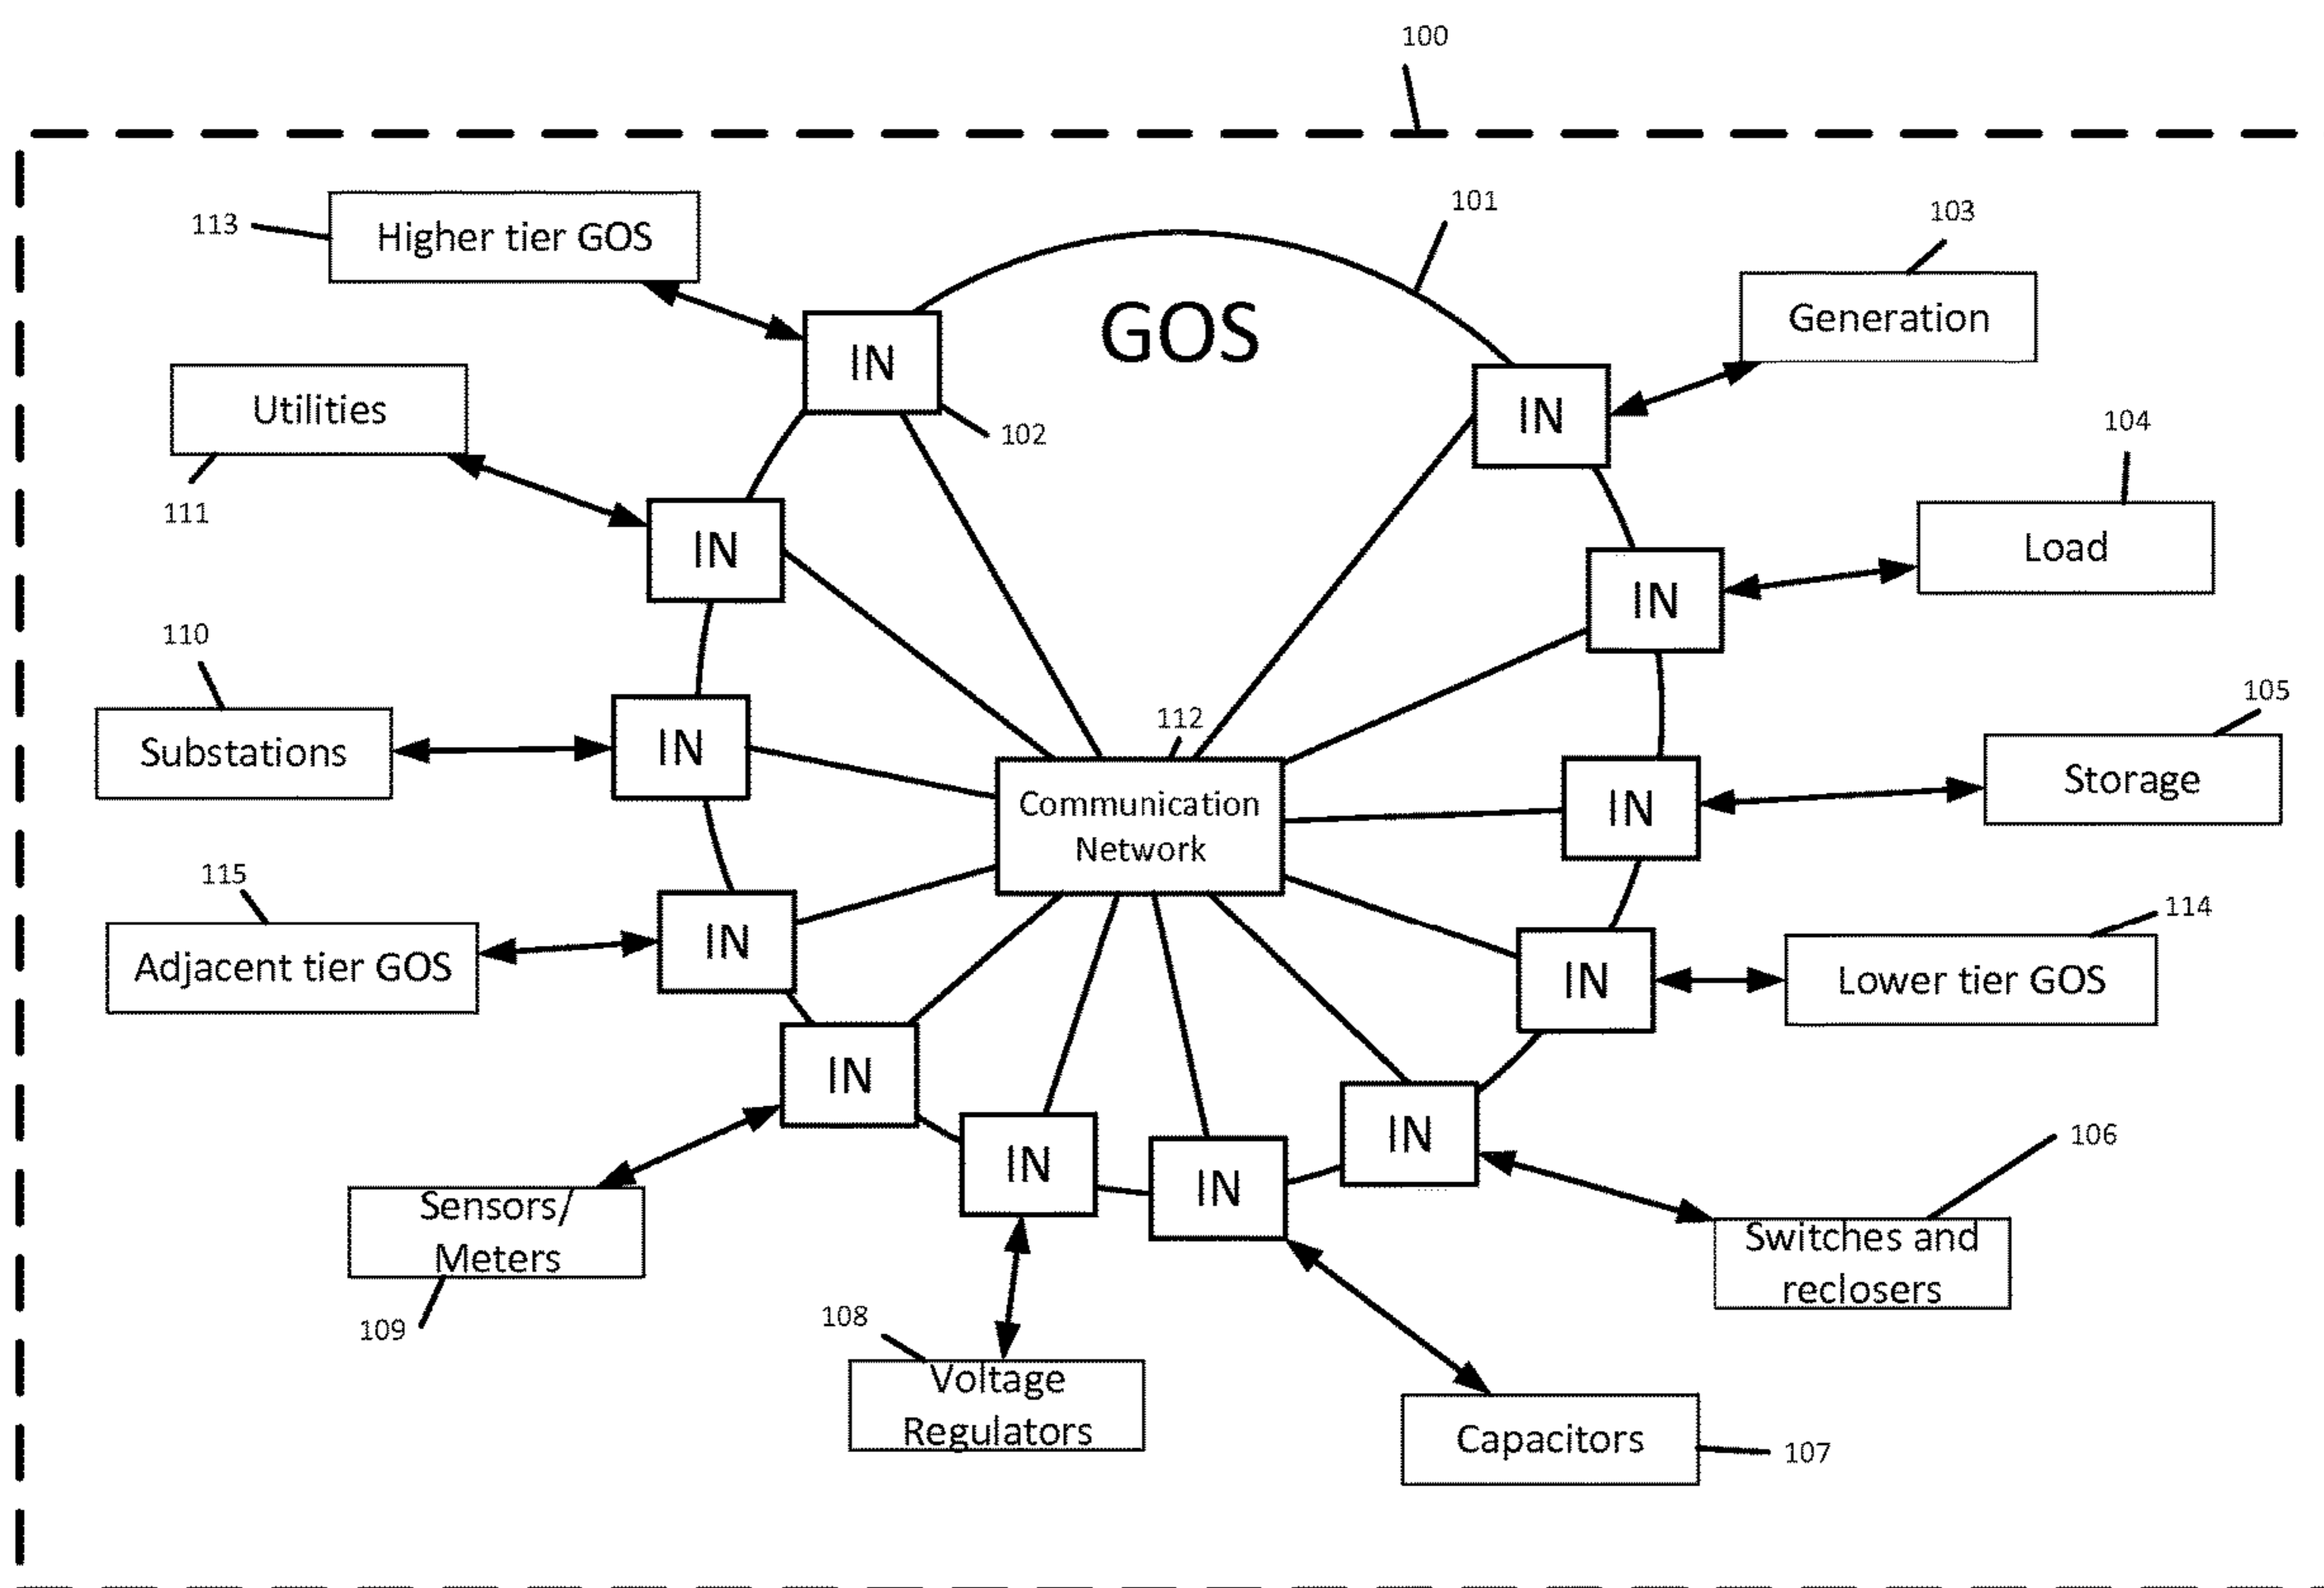 100
101
103
113
Higher tier GOS
GOS
Generation
IN
IN
Utilities
102
104
111
IN
Load
IN
110
105
112
Substations
IN
Storage
Communication
Network
IN
115
114
Adjacent tier GOS
IN
IN
Lower tier GOS
IN
IN
106
IN
IN
Sensors/
Meters
Switches and
reclosers
109
108
Voltage
Regulators
Capacitors
107